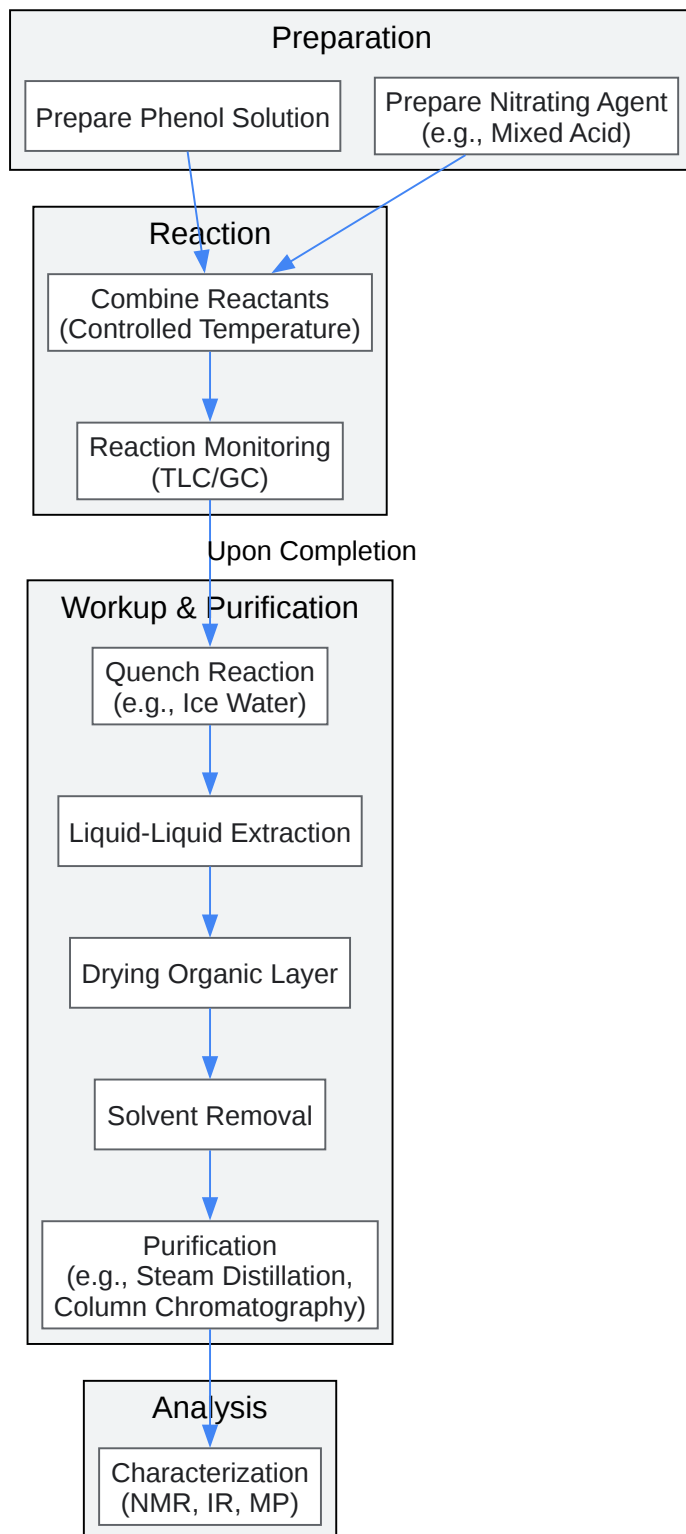 Preparation
Prepare Phenol Solution
Prepare Nitrating Agent
(e.g., Mixed Acid)
Reaction
Combine Reactants
(Controlled Temperature)
Reaction Monitoring
(TLC/GC)
Upon Completion
Workup & Purification
Quench Reaction
(e.g., Ice Water)
Liquid-Liquid Extraction
Drying Organic Layer
Solvent Removal
Purification
(e.g., Steam Distillation,
Column Chromatography)
Analysis
Characterization
(NMR, IR, MP)